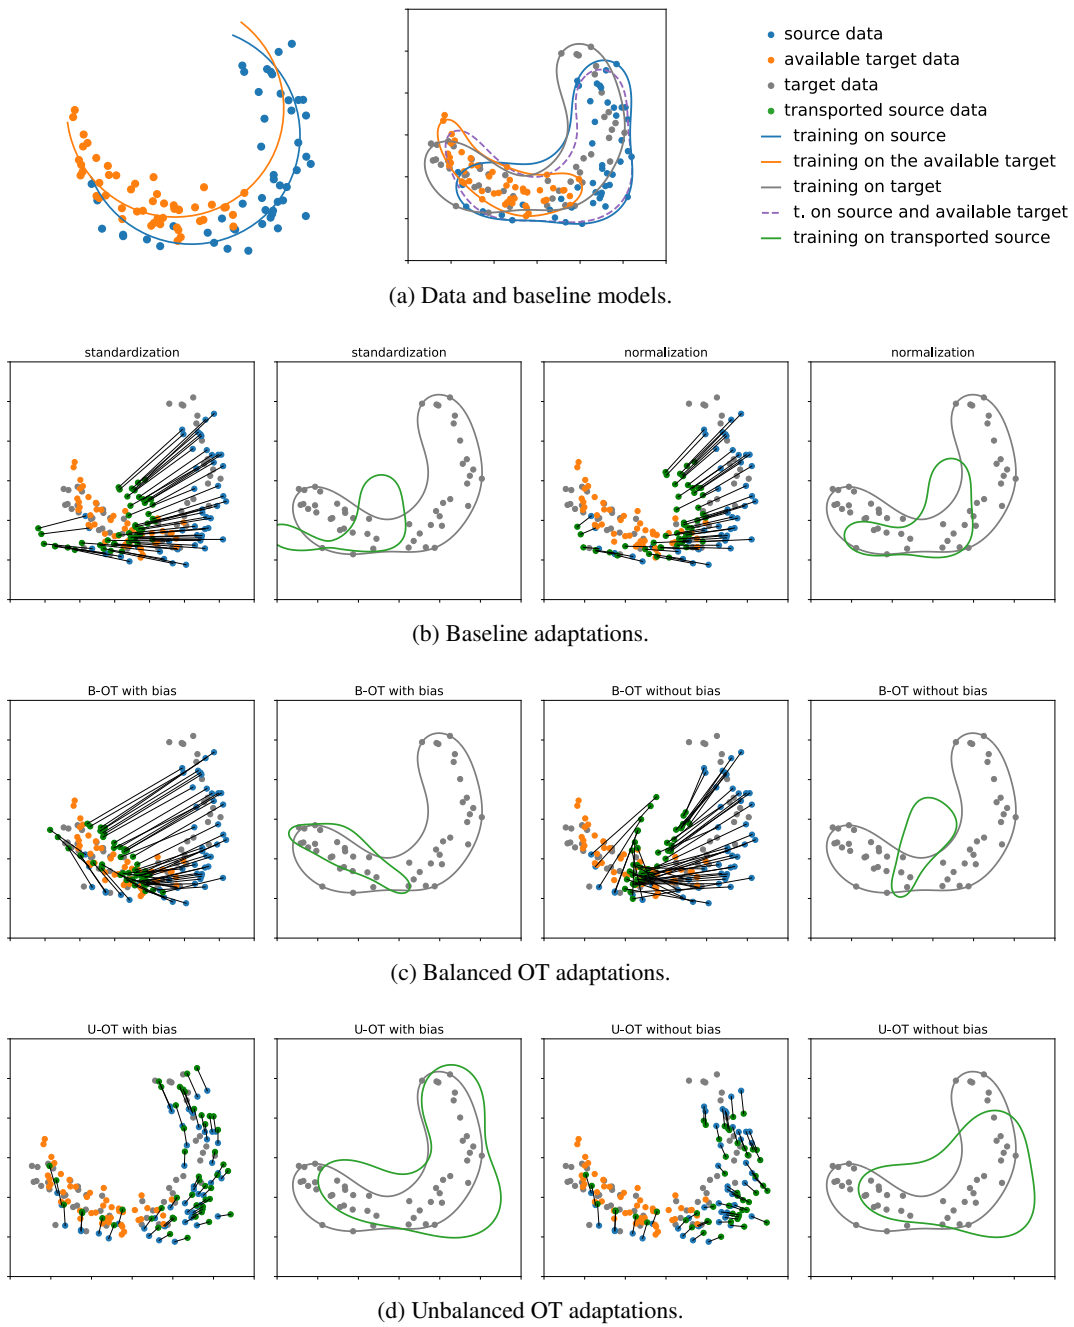 source data
available target data
target data
transported source data
training on source
training on the available target
training on target
t. on source and available target
training on transported source
(a) Data and baseline models.
standardization
standardization
normalization
normalization
(b) Baseline adaptations.
B-OT with bias
B-OT with bias
B-OT without bias
B-OT without bias
(c) Balanced OT adaptations.
U-OT with bias
U-OT with bias
U-OT without bias
U-OT without bias
(d) Unbalanced OT adaptations.